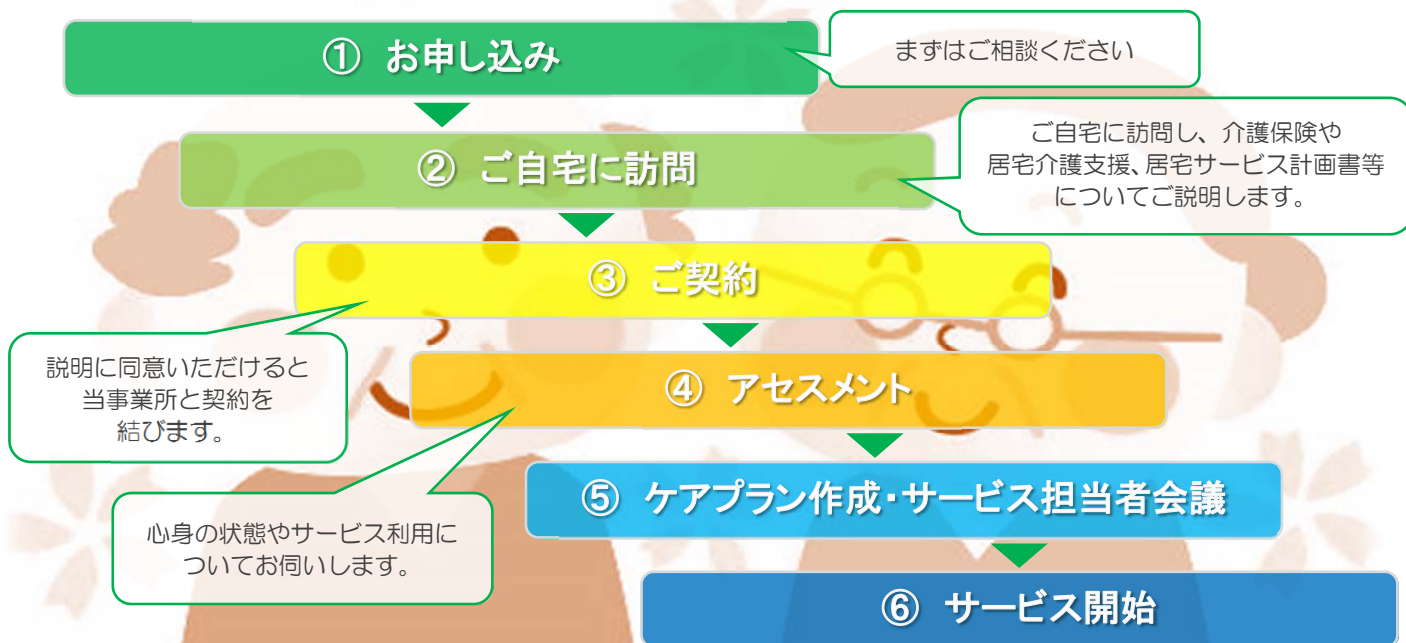 ① お申し込み
まずはご相談ください
② ご自宅に訪問
ご自宅に訪問し、介護保険や
居宅介護支援、居宅サービス計画書等
についてご説明します。
③ ご契約
説明に同意いただけると
当事業所と契約を
結びます。
④ アセスメント
心身の状態やサービス利用に
ついてお伺いします。
⑤ ケアプラン作成・サービス担当者会議
⑥ サービス開始